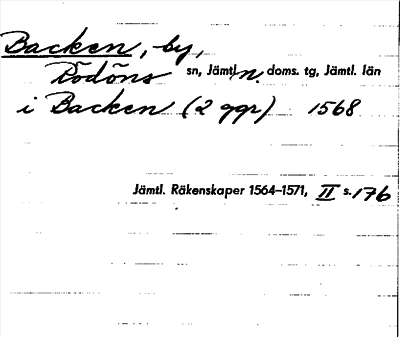 Backen, by,
Rödöns sn, Jämtl. n. doms. tg, Jämtl. län
i Backen (2 ggr) 1568
Jämtl. Räkenskaper 1564–1571, II s. 176